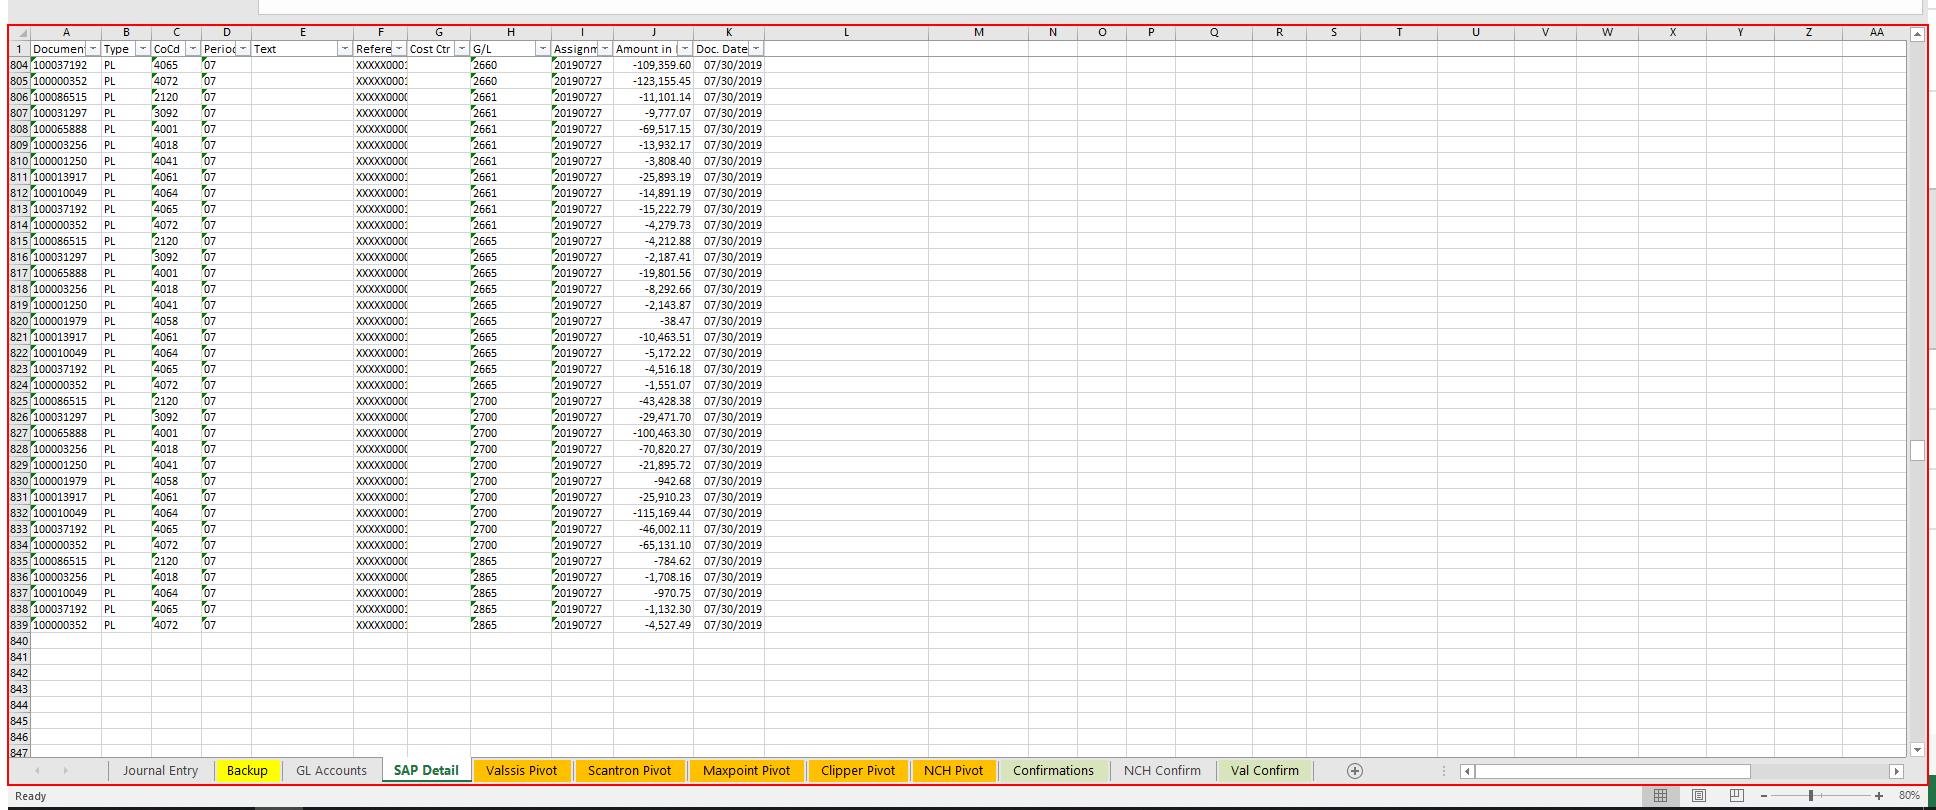 A B C D E F G H I J K L M N O P Q R S T U V W X Y Z AA
1 Documen Type CoCd Perioc Text Refere Cost Ctr G/L Assignm Amount in Doc. Date
804 100037192 PL 4065 07 XXXXX0001 2660 20190727 -109,359.60 07/30/2019
805 100000352 PL 4072 07 XXXXX0001 2660 20190727 -123,155.45 07/30/2019
806 100086515 PL 2120 07 XXXXX0000 2661 20190727 -11,101.14 07/30/2019
807 100031297 PL 3092 07 XXXXX0000 2661 20190727 -9,777.07 07/30/2019
808 100065888 PL 4001 07 XXXXX0000 2661 20190727 -69,517.15 07/30/2019
809 100003256 PL 4018 07 XXXXX0000 2661 20190727 -13,932.17 07/30/2019
810 100001250 PL 4041 07 XXXXX0000 2661 20190727 -3,808.40 07/30/2019
811 100013917 PL 4061 07 XXXXX0001 2661 20190727 -25,893.19 07/30/2019
812 100010049 PL 4064 07 XXXXX0001 2661 20190727 -14,891.19 07/30/2019
813 100037192 PL 4065 07 XXXXX0001 2661 20190727 -15,222.79 07/30/2019
814 100000352 PL 4072 07 XXXXX0001 2661 20190727 -4,279.73 07/30/2019
815 100086515 PL 2120 07 XXXXX0000 2665 20190727 -4,212.88 07/30/2019
816 100031297 PL 3092 07 XXXXX0000 2665 20190727 -2,187.41 07/30/2019
817 100065888 PL 4001 07 XXXXX0000 2665 20190727 -19,801.56 07/30/2019
818 100003256 PL 4018 07 XXXXX0000 2665 20190727 -8,292.66 07/30/2019
819 100001250 PL 4041 07 XXXXX0000 2665 20190727 -2,143.87 07/30/2019
820 100001979 PL 4058 07 XXXXX0001 2665 20190727 -38.47 07/30/2019
821 100013917 PL 4061 07 XXXXX0001 2665 20190727 -10,463.51 07/30/2019
822 100010049 PL 4064 07 XXXXX0001 2665 20190727 -5,172.22 07/30/2019
823 100037192 PL 4065 07 XXXXX0001 2665 20190727 -4,516.18 07/30/2019
824 100000352 PL 4072 07 XXXXX0001 2665 20190727 -1,551.07 07/30/2019
825 100086515 PL 2120 07 XXXXX0000 2700 20190727 -43,428.38 07/30/2019
826 100031297 PL 3092 07 XXXXX0000 2700 20190727 -29,471.70 07/30/2019
827 100065888 PL 4001 07 XXXXX0000 2700 20190727 -100,463.30 07/30/2019
828 100003256 PL 4018 07 XXXXX0000 2700 20190727 -70,820.27 07/30/2019
829 100001250 PL 4041 07 XXXXX0000 2700 20190727 -21,895.72 07/30/2019
830 100001979 PL 4058 07 XXXXX0001 2700 20190727 -942.68 07/30/2019
831 100013917 PL 4061 07 XXXXX0001 2700 20190727 -25,910.23 07/30/2019
832 100010049 PL 4064 07 XXXXX0001 2700 20190727 -115,169.44 07/30/2019
833 100037192 PL 4065 07 XXXXX0001 2700 20190727 -46,002.11 07/30/2019
834 100000352 PL 4072 07 XXXXX0001 2700 20190727 -65,131.10 07/30/2019
835 100086515 PL 2120 07 XXXXX0000 2865 20190727 -784.62 07/30/2019
836 100003256 PL 4018 07 XXXXX0000 2865 20190727 -1,708.16 07/30/2019
837 100010049 PL 4064 07 XXXXX0001 2865 20190727 -970.75 07/30/2019
838 100037192 PL 4065 07 XXXXX0001 2865 20190727 -1,132.30 07/30/2019
839 100000352 PL 4072 07 XXXXX0001 2865 20190727 -4,527.49 07/30/2019
840
841
842
843
844
845
846
847
Journal Entry Backup GL Accounts SAP Detail Valssis Pivot Scantron Pivot Maxpoint Pivot Clipper Pivot NCH Pivot Confirmations NCH Confirm Val Confirm
Ready 80%